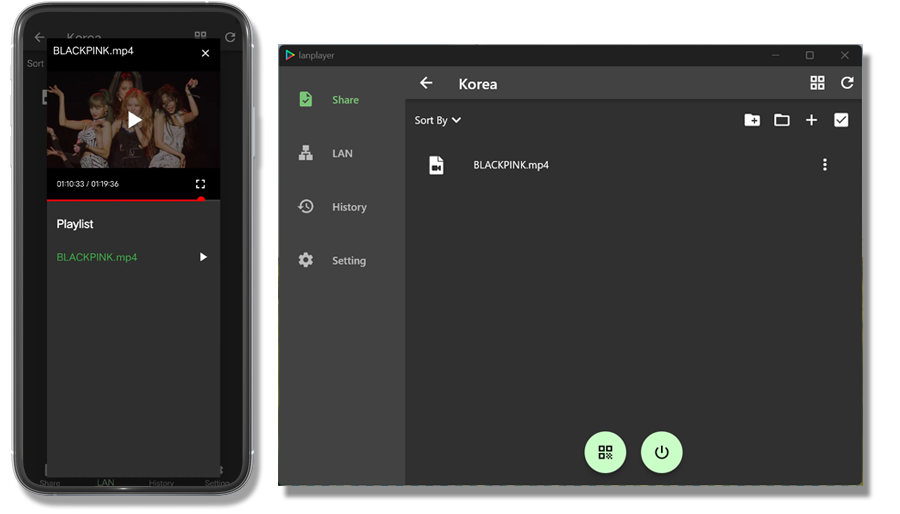 Korea
BLACKPINK.mp4
Sort
01:10:33 / 01:19:36
Playlist
BLACKPINK.mp4
Share
LAN
History
Setting
lanplayer
Share
LAN
History
Setting
Korea
Sort By
BLACKPINK.mp4